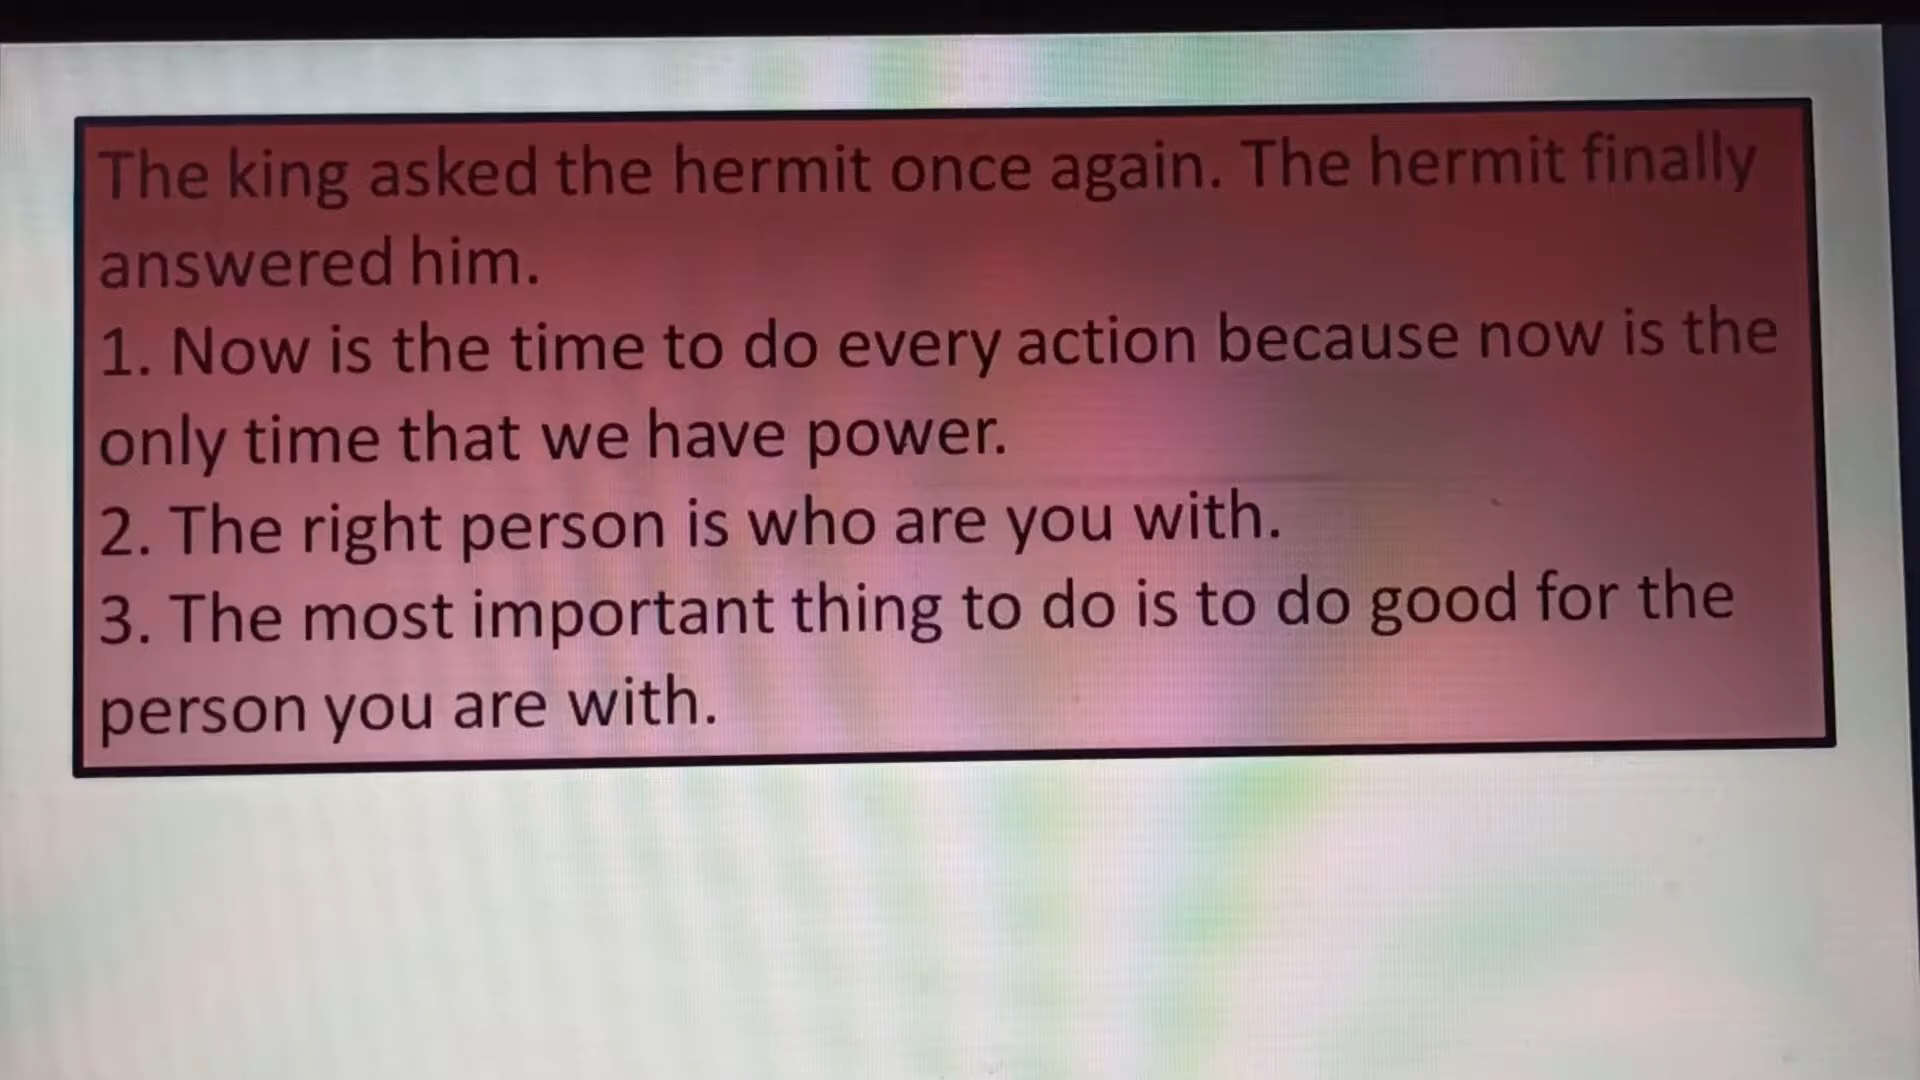 The king asked the hermit once again. The hermit finally
answered him.
1. Now is the time to do every action because now is the
only time that we have power.
2. The right person is who are you with.
3. The most important thing to do is to do good for the
person you are with.